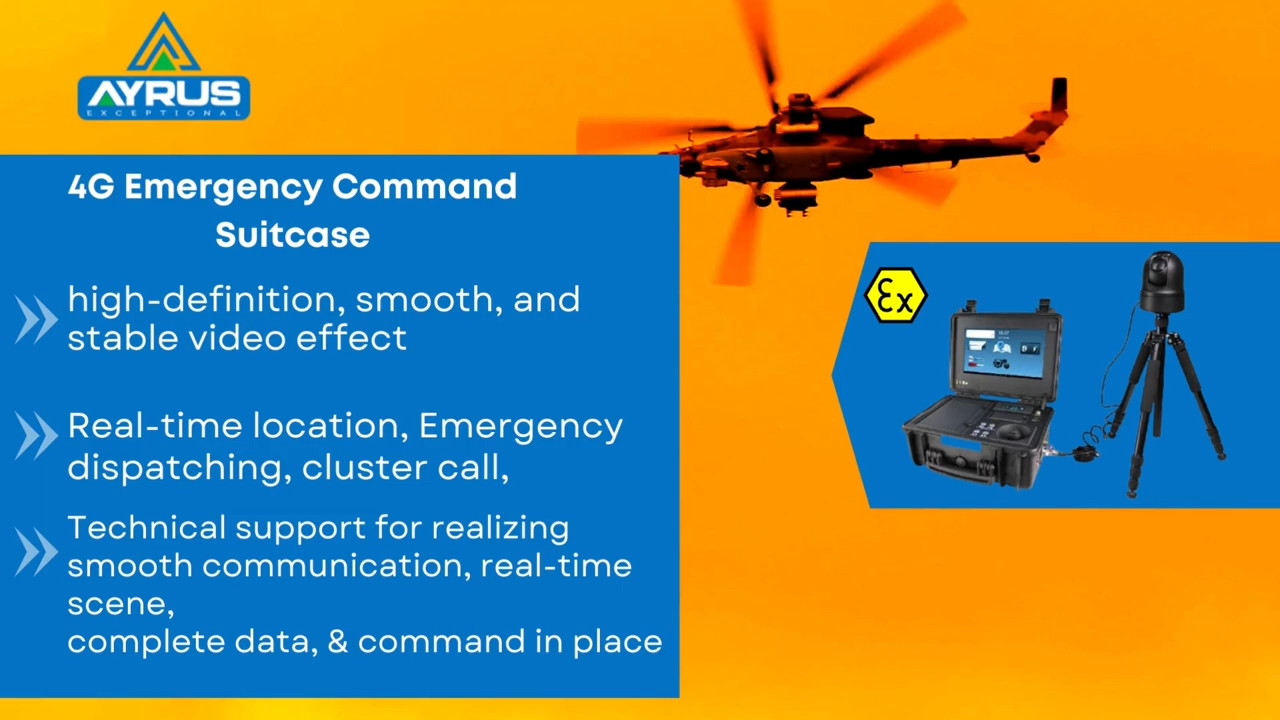 AYRUS
EXCEPTIONAL
4G Emergency Command
Suitcase
high-definition, smooth, and
stable video effect
Real-time location, Emergency
dispatching, cluster call,
Technical support for realizing
smooth communication, real-time
scene,
complete data, & command in place
Ex